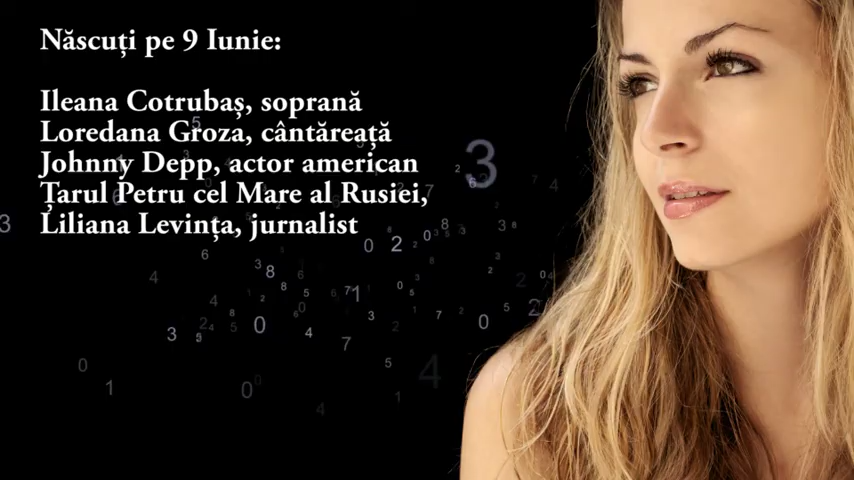 Născuți pe 9 Iunie:
Ileana Cotrubaș, soprană
Loredana Groza, cântăreață
Johnny Depp, actor american
Țarul Petru cel Mare al Rusiei,
Liliana Levința, jurnalist